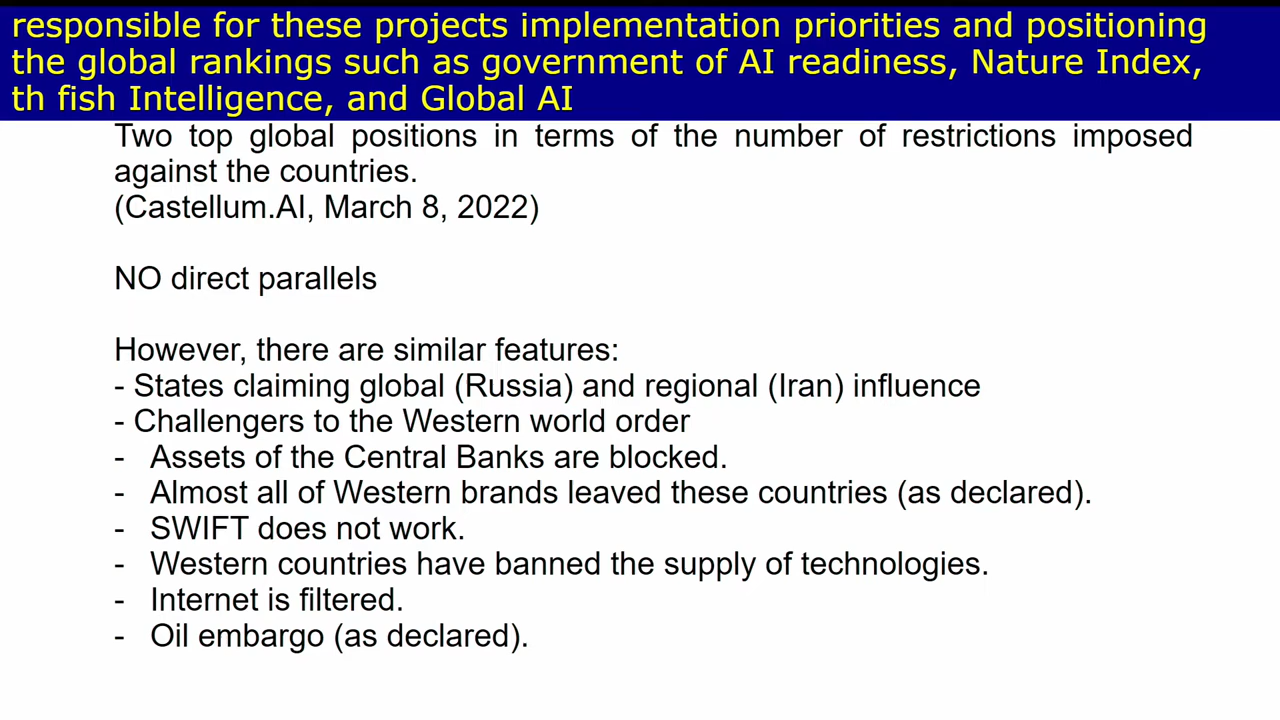 responsible for these projects implementation priorities and positioning
the global rankings such as government of AI readiness, Nature Index,
th fish Intelligence, and Global AI
Two top global positions in terms of the number of restrictions imposed
against the countries.
(Castellum.AI, March 8, 2022)
NO direct parallels
However, there are similar features:
- States claiming global (Russia) and regional (Iran) influence
- Challengers to the Western world order
- Assets of the Central Banks are blocked.
- Almost all of Western brands leaved these countries (as declared).
- SWIFT does not work.
- Western countries have banned the supply of technologies.
- Internet is filtered.
- Oil embargo (as declared).